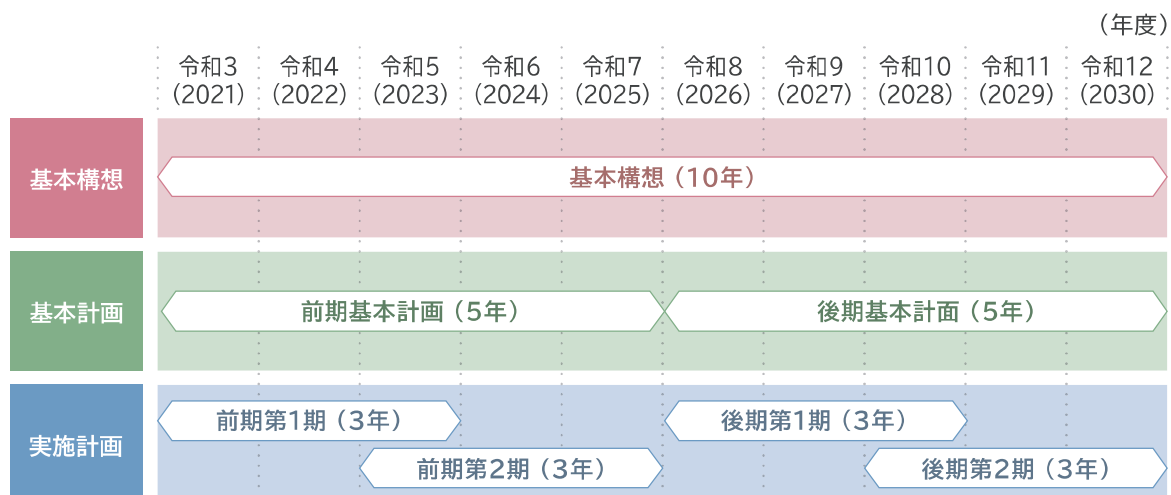 （年度）
令和3 令和4 令和5 令和6 令和7 令和8 令和9 令和10 令和11 令和12
（2021） （2022） （2023） （2024） （2025） （2026） （2027） （2028） （2029） （2030）
基本構想
基本構想（10年）
基本計画
前期基本計画（5年） 後期基本計面（5年）
実施計画
前期第1期（3年） 後期第1期（3年）
前期第2期（3年） 後期第2期（3年）